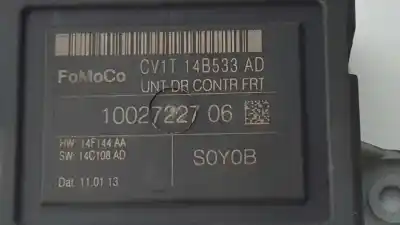 FoMoCo CV1T 14B533 AD
UNT DR CONTR FRT
10027227 06
HW: 14F144 AA
SW: 14C108 AD
S0Y0B
Dat. 11.01.13